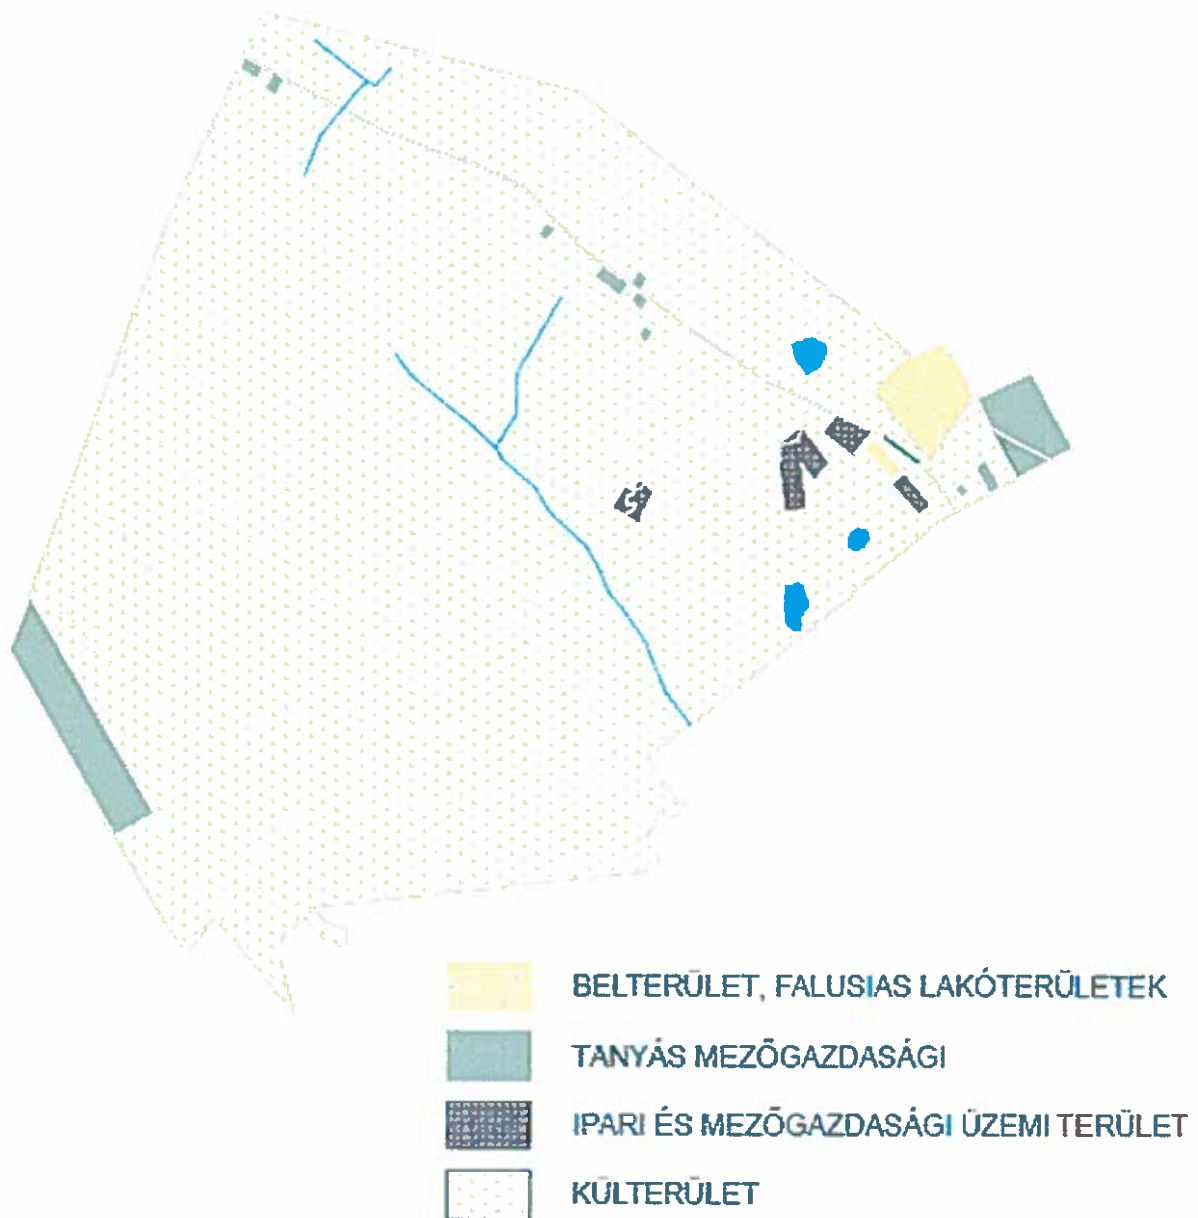 BELTERÜLET, FALUSIAS LAKÓTERÜLETEK
TANYÁS MEZŐGAZDASÁGI
IPARI ÉS MEZŐGAZDASÁGI ÜZEMI TERÜLET
KÜLTERÜLET